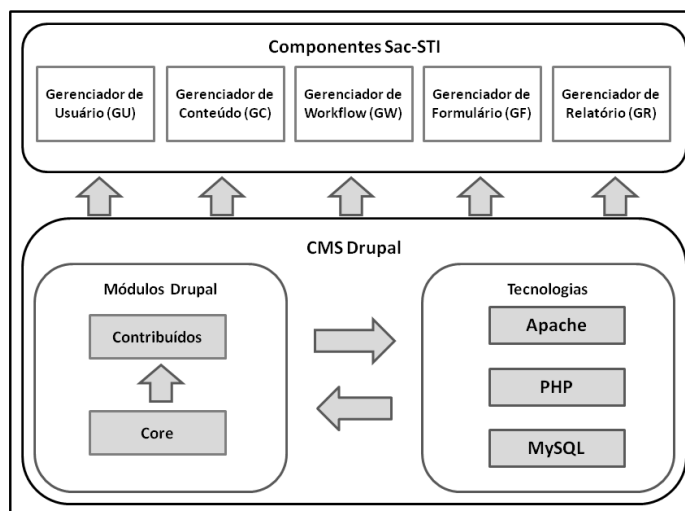 Componentes Sac-STI
Gerenciador de
Usuário (GU)
Gerenciador de
Conteúdo (GC)
Gerenciador de
Workflow (GW)
Gerenciador de
Formulário (GF)
Gerenciador de
Relatório (GR)
CMS Drupal
Módulos Drupal
Contribuídos
Core
Tecnologias
Apache
PHP
MySQL